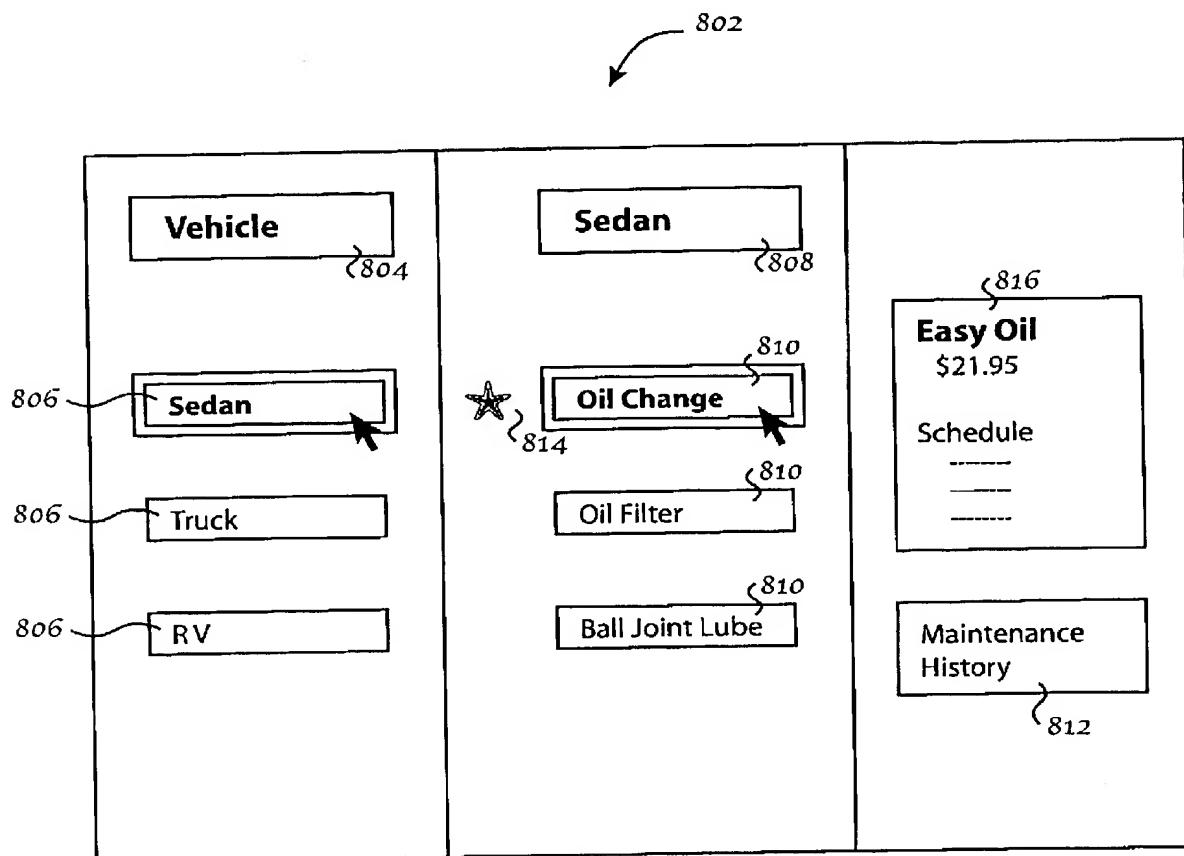 802
Vehicle
804
806
Sedan
806
Truck
806
RV
Sedan
808
810
Oil Change
814
810
Oil Filter
810
Ball Joint Lube
816
Easy Oil
$21.95
Schedule
Maintenance
History
812